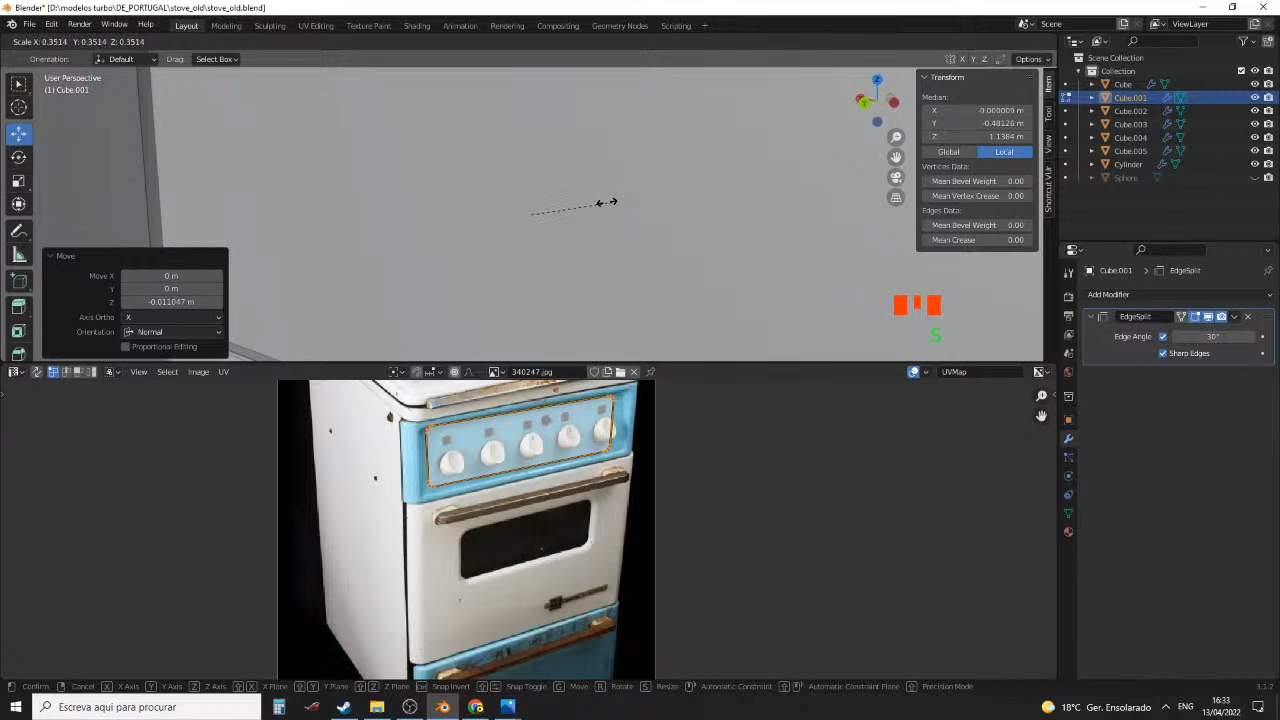 Blender* [D:\modelos turbo\DE_PORTUGAL\stove_old\stove_old.blend]
File Edit Render Window Help Layout Modeling Sculpting UV Editing Texture Paint Shading Animation Rendering Compositing Geometry Nodes Scripting + Scene ViewLayer
Scale X: 0.3514 Y: 0.3514 Z: 0.3514
Orientation: Default Drag: Select Box X Y Z Options
User Perspective
(1) Cube.001
Z
Y
Transform
Median:
X -0.000009 m
Y -0.48126 m
Z 1.1384 m
Global Local
Vertices Data:
Mean Bevel Weight 0.00
Mean Vertex Crease 0.00
Edges Data:
Mean Bevel Weight 0.00
Mean Crease 0.00
Item
Tool
View
Shortcut VUr
Scene Collection
Collection
Cube
Cube.001
Cube.002
Cube.003
Cube.004
Cube.005
Cylinder
Sphere
Move
Move X 0 m
Y 0 m
Z -0.011047 m
Axis Ortho X
Orientation Normal
Proportional Editing
S
Cube.001 EdgeSplit
Add Modifier
EdgeSplit
Edge Angle 30°
Sharp Edges
View Select Image UV 340247.jpg UVMap
Confirm Cancel X X Axis Y Y Axis Z Z Axis X X Plane Y Y Plane Z Z Plane Snap Invert Snap Toggle G Move R Rotate S Resize Automatic Constraint Automatic Constraint Plane Precision Mode 3.1.2
Escreva aqui para procurar 18°C Ger. Ensolarado ENG 16:33
13/04/2022